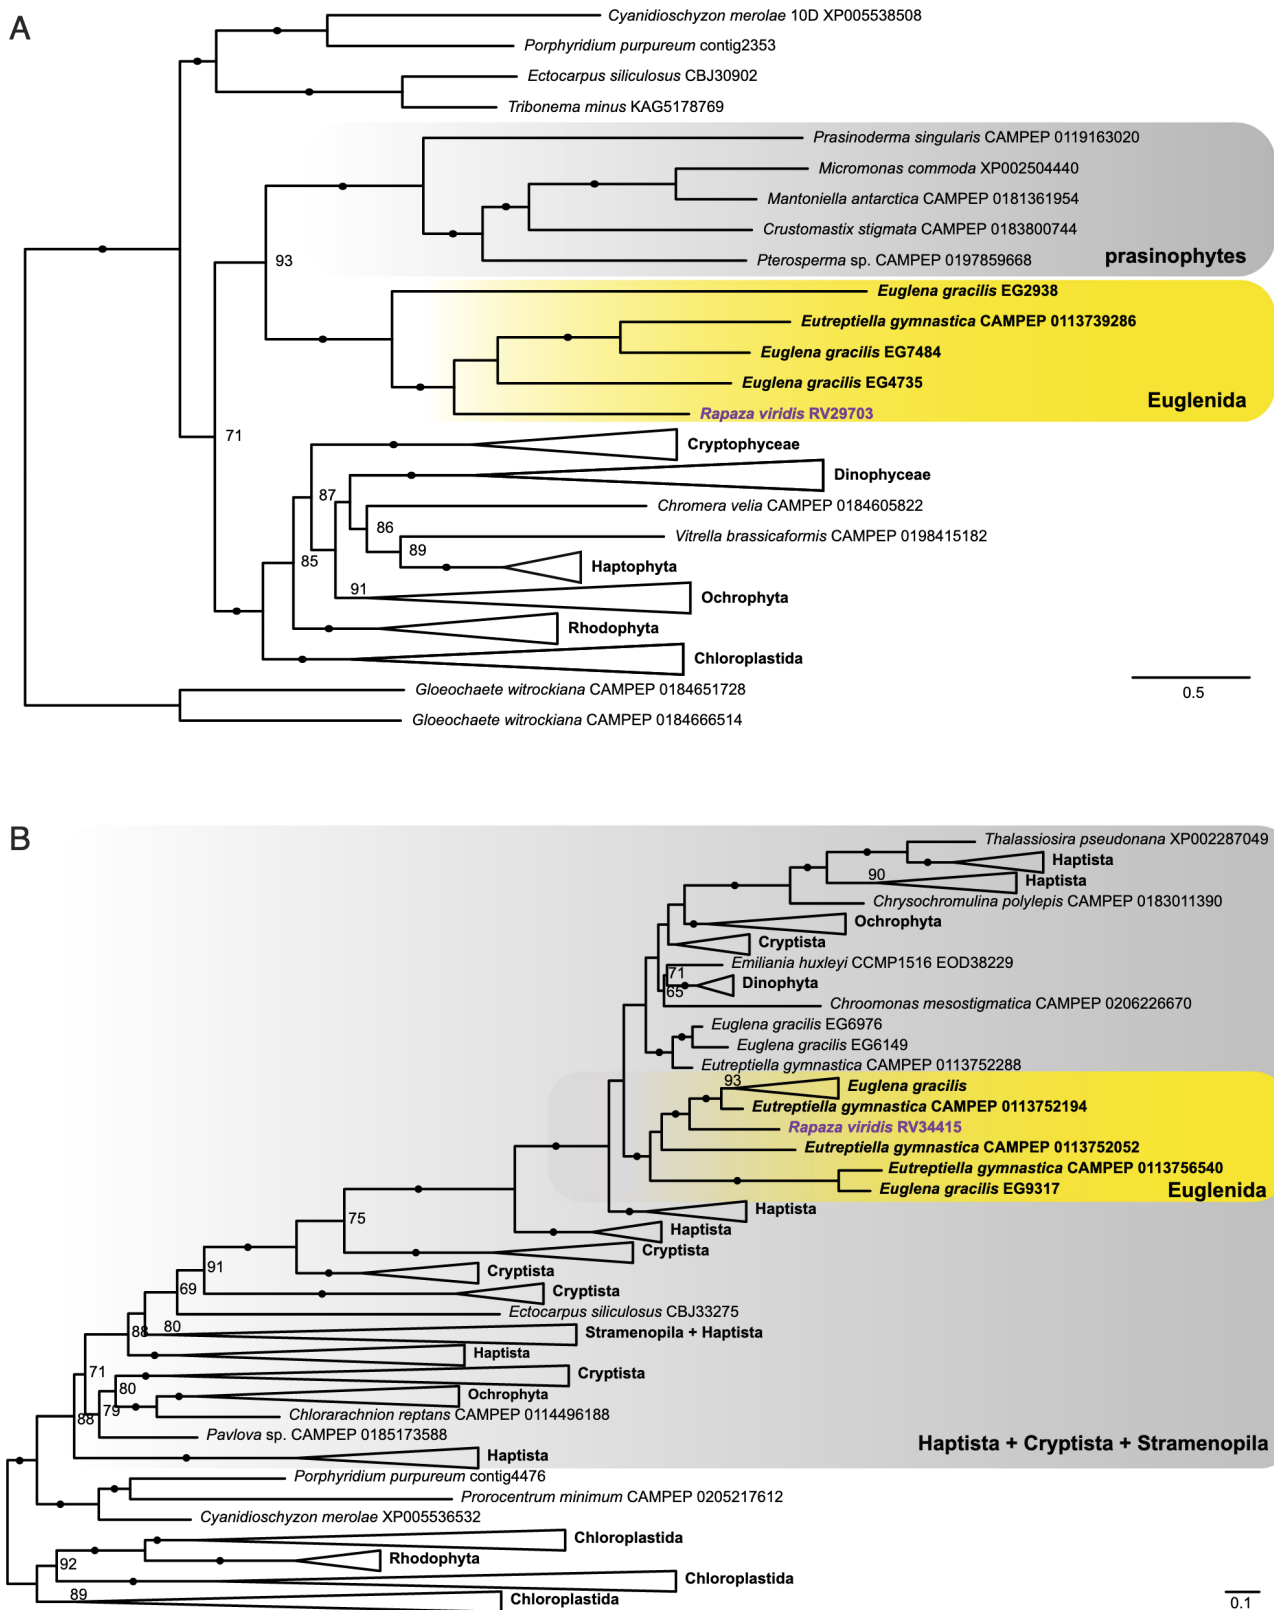 A
Cyanidioschyzon merolae 10D XP005538508
Porphyridium purpureum contig2353
Ectocarpus siliculosus CBJ30902
Tribonema minus KAG5178769
Prasinoderma singularis CAMPEP 0119163020
Micromonas commoda XP002504440
Mantoniella antarctica CAMPEP 0181361954
Crustomastix stigmata CAMPEP 0183800744
Pterosperma sp. CAMPEP 0197859668
prasinophytes
93
Euglena gracilis EG2938
Eutreptiella gymnastica CAMPEP 0113739286
Euglena gracilis EG7484
Euglena gracilis EG4735
Euglenida
Rapaza viridis RV29703
71
Cryptophyceae
Dinophyceae
87
Chromera velia CAMPEP 0184605822
86
Vitrella brassicaformis CAMPEP 0198415182
89
85
Haptophyta
91
Ochrophyta
Rhodophyta
Chloroplastida
Gloeochaete witrockiana CAMPEP 0184651728
0.5
Gloeochaete witrockiana CAMPEP 0184666514
B
Thalassiosira pseudonana XP002287049
Haptista
90
Haptista
Chrysochromulina polylepis CAMPEP 0183011390
Ochrophyta
Cryptista
Emiliania huxleyi CCMP1516 EOD38229
71
Dinophyta
65
Chroomonas mesostigmatica CAMPEP 0206226670
Euglena gracilis EG6976
Euglena gracilis EG6149
Eutreptiella gymnastica CAMPEP 0113752288
93
Euglena gracilis
Eutreptiella gymnastica CAMPEP 0113752194
Rapaza viridis RV34415
Eutreptiella gymnastica CAMPEP 0113752052
Eutreptiella gymnastica CAMPEP 0113756540
Euglena gracilis EG9317
Euglenida
Haptista
75
Haptista
Cryptista
91
Cryptista
69
Cryptista
Ectocarpus siliculosus CBJ33275
88
80
Stramenopila + Haptista
Haptista
71
Cryptista
80
Ochrophyta
79
88
Chlorarachnion reptans CAMPEP 0114496188
Pavlova sp. CAMPEP 0185173588
Haptista + Cryptista + Stramenopila
Haptista
Porphyridium purpureum contig4476
Prorocentrum minimum CAMPEP 0205217612
Cyanidioschyzon merolae XP005536532
Chloroplastida
92
Rhodophyta
Chloroplastida
89
Chloroplastida
0.1